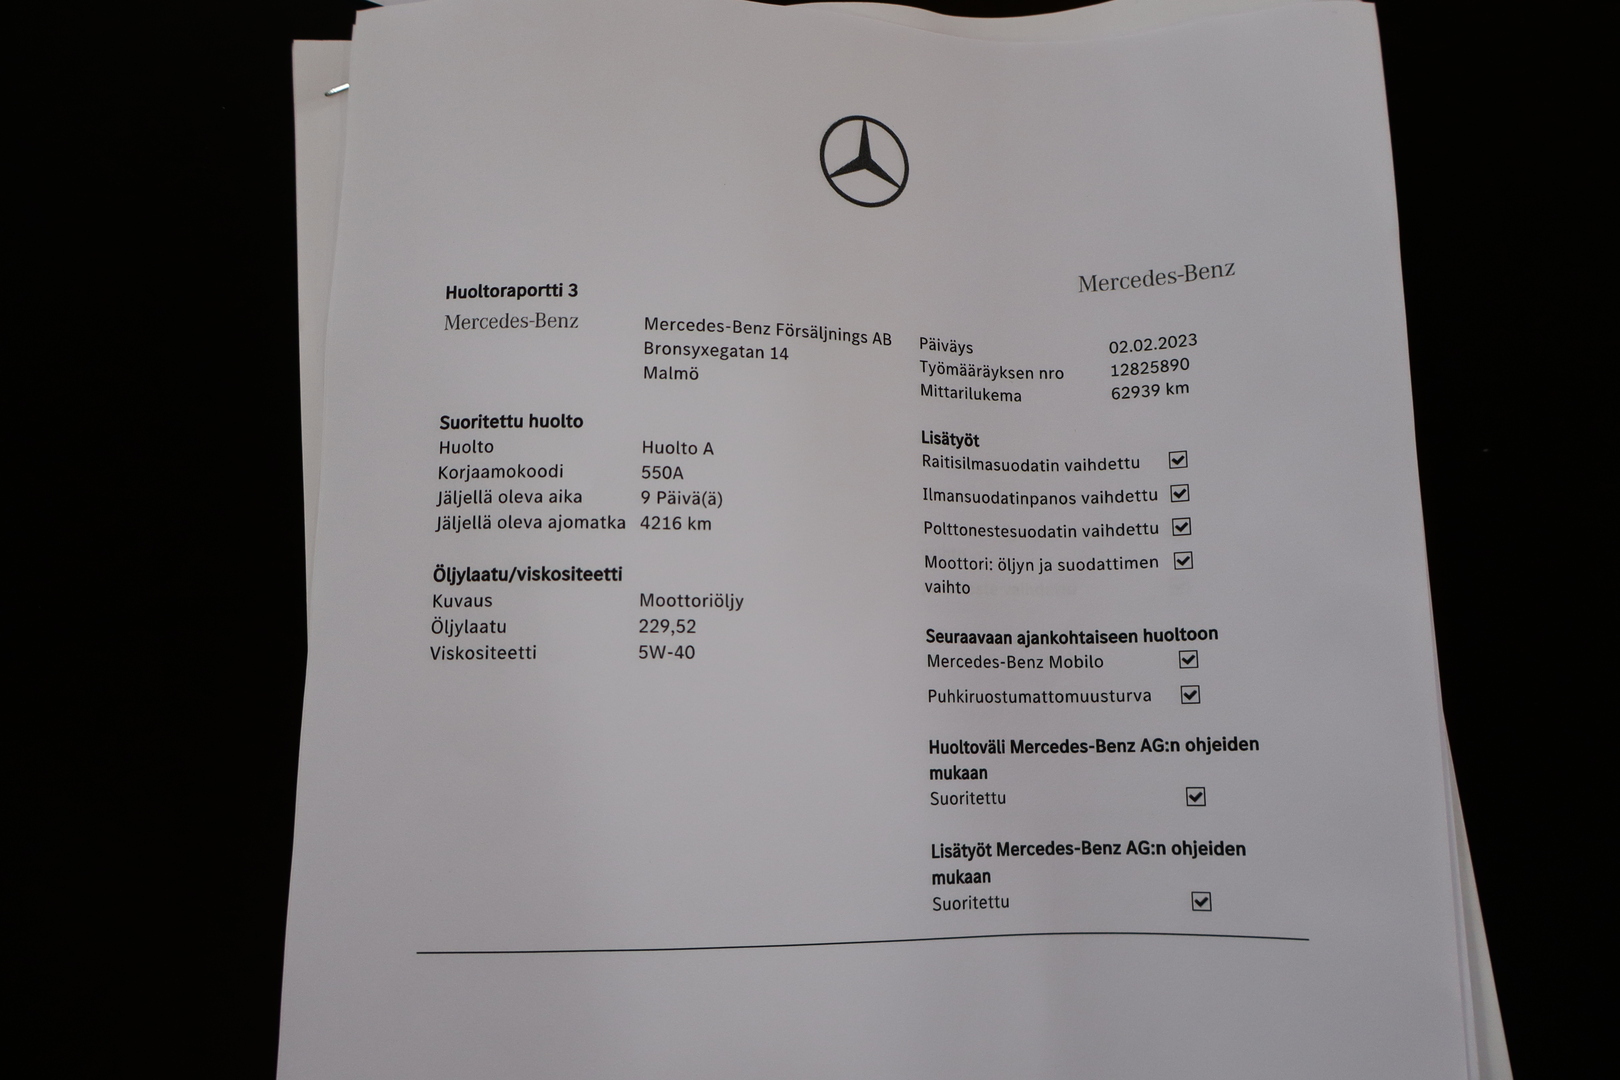 Mercedes-Benz
Huoltoraportti 3
Mercedes-Benz
Mercedes-Benz Försäljnings AB
Bronsyxegatan 14
Malmö
Päiväys 02.02.2023
Työmääräyksen nro 12825890
Mittarilukema 62939 km
Suoritettu huolto
Huolto Huolto A
Korjaamokoodi 550A
Jäljellä oleva aika 9 Päivä(ä)
Jäljellä oleva ajomatka 4216 km
Öljylaatu/viskositeetti
Kuvaus Moottoriöljy
Öljylaatu 229,52
Viskositeetti 5W-40
Lisätyöt
Raitisilmasuodatin vaihdettu
Ilmansuodatinpanos vaihdettu
Polttonestesuodatin vaihdettu
Moottori: öljyn ja suodattimen
vaihto
Seuraavaan ajankohtaiseen huoltoon
Mercedes-Benz Mobilo
Puhkiruostumattomuusturva
Huoltoväli Mercedes-Benz AG:n ohjeiden
mukaan
Suoritettu
Lisätyöt Mercedes-Benz AG:n ohjeiden
mukaan
Suoritettu